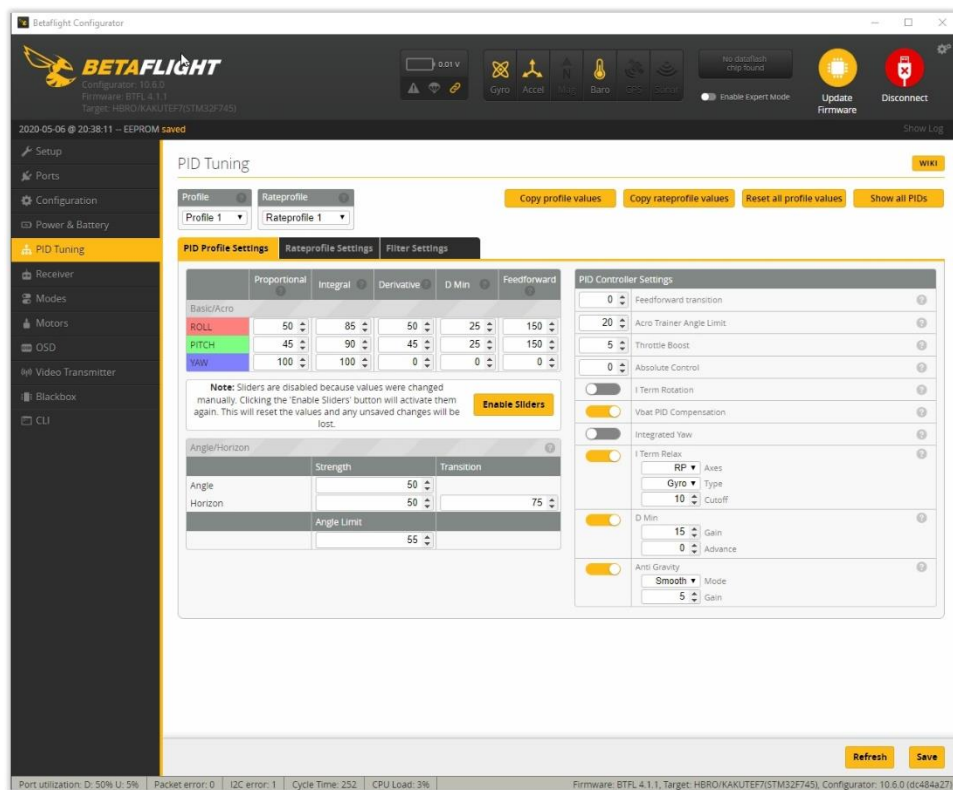 Betaflight Configurator
BETAFLIGHT
Configurator: 10.6.0
Firmware: BTFL 4.1.1
Target: HBRO/KAKUTEF7(STM32F745)
0.01 V
Gyro Accel Mag Baro GPS Sonar
No dataflash
chip found
Enable Expert Mode
Update
Firmware
Disconnect
2020-05-06 @ 20:38:11 -- EEPROM saved
Show Log
Setup
Ports
Configuration
Power & Battery
PID Tuning
Receiver
Modes
Motors
OSD
Video Transmitter
Blackbox
CLI
PID Tuning
WIKI
Profile
Profile 1
Rateprofile
Rateprofile 1
Copy profile values
Copy rateprofile values
Reset all profile values
Show all PIDs
PID Profile Settings
Rateprofile Settings
Filter Settings
Proportional Integral Derivative D Min Feedforward
Basic/Acro
ROLL 50 85 50 25 150
PITCH 45 90 45 25 150
YAW 100 100 0 0 0
Note: Sliders are disabled because values were changed
manually. Clicking the 'Enable Sliders' button will activate them
again. This will reset the values and any unsaved changes will be
lost.
Enable Sliders
Angle/Horizon
Strength Transition
Angle 50
Horizon 50 75
Angle Limit
55
PID Controller Settings
0 Feedforward transition
20 Acro Trainer Angle Limit
5 Throttle Boost
0 Absolute Control
I Term Rotation
Vbat PID Compensation
Integrated Yaw
I Term Relax
RP Axes
Gyro Type
10 Cutoff
D Min
15 Gain
0 Advance
Anti Gravity
Smooth Mode
5 Gain
Refresh
Save
Port utilization: D: 50% U: 5% Packet error: 0 I2C error: 1 Cycle Time: 252 CPU Load: 3% Firmware: BTFL 4.1.1, Target: HBRO/KAKUTEF7(STM32F745), Configurator: 10.6.0 (dc484a27)